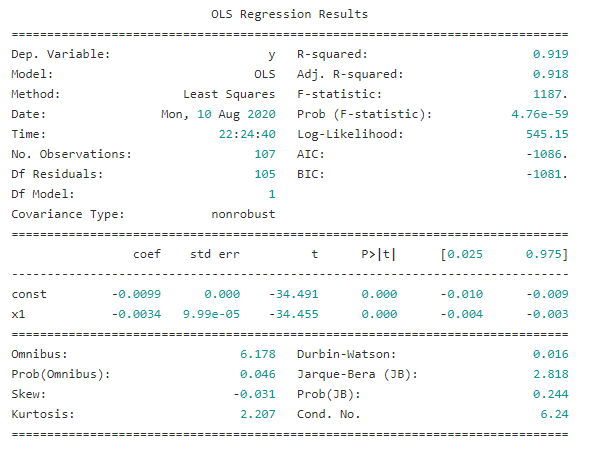 OLS Regression Results
==============================================================================
Dep. Variable:                      y   R-squared:                       0.919
Model:                            OLS   Adj. R-squared:                  0.918
Method:                 Least Squares   F-statistic:                     1187.
Date:                Mon, 10 Aug 2020   Prob (F-statistic):           4.76e-59
Time:                        22:24:40   Log-Likelihood:                 545.15
No. Observations:                 107   AIC:                            -1086.
Df Residuals:                     105   BIC:                            -1081.
Df Model:                           1
Covariance Type:            nonrobust
==============================================================================
                 coef    std err          t      P>|t|      [0.025      0.975]
------------------------------------------------------------------------------
const         -0.0099      0.000    -34.491      0.000      -0.010      -0.009
x1            -0.0034   9.99e-05    -34.455      0.000      -0.004      -0.003
==============================================================================
Omnibus:                        6.178   Durbin-Watson:                   0.016
Prob(Omnibus):                  0.046   Jarque-Bera (JB):                2.818
Skew:                          -0.031   Prob(JB):                        0.244
Kurtosis:                       2.207   Cond. No.                         6.24
==============================================================================